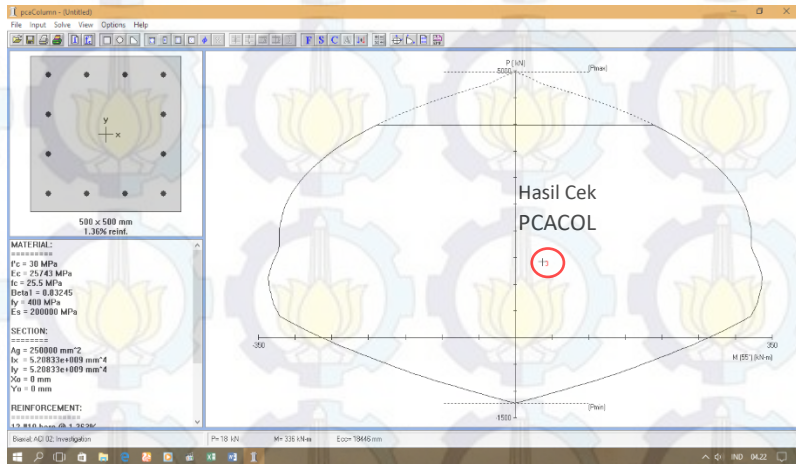 pcaColumn - (Untitled)
File Input Solve View Options Help
F S C
y
x
500 x 500 mm
1.36% reinf.
MATERIAL:
=========
f'c = 30 MPa
Ec = 25743 MPa
fc = 25.5 MPa
Beta1 = 0.83245
fy = 400 MPa
Es = 200000 MPa
SECTION:
========
Ag = 250000 mm^2
Ix = 5.20833e+009 mm^4
Iy = 5.20833e+009 mm^4
Xo = 0 mm
Yo = 0 mm
REINFORCEMENT:
P (kN)
5000
(Pmax)
Hasil Cek
PCACOL
-350
350
M (55°) (kN-m)
(Pmin)
-1500
Biaxial; ACI 02; Investigation
P= 18 kN
M= 336 kN-m
Ecc= 18446 mm
IND 04.22